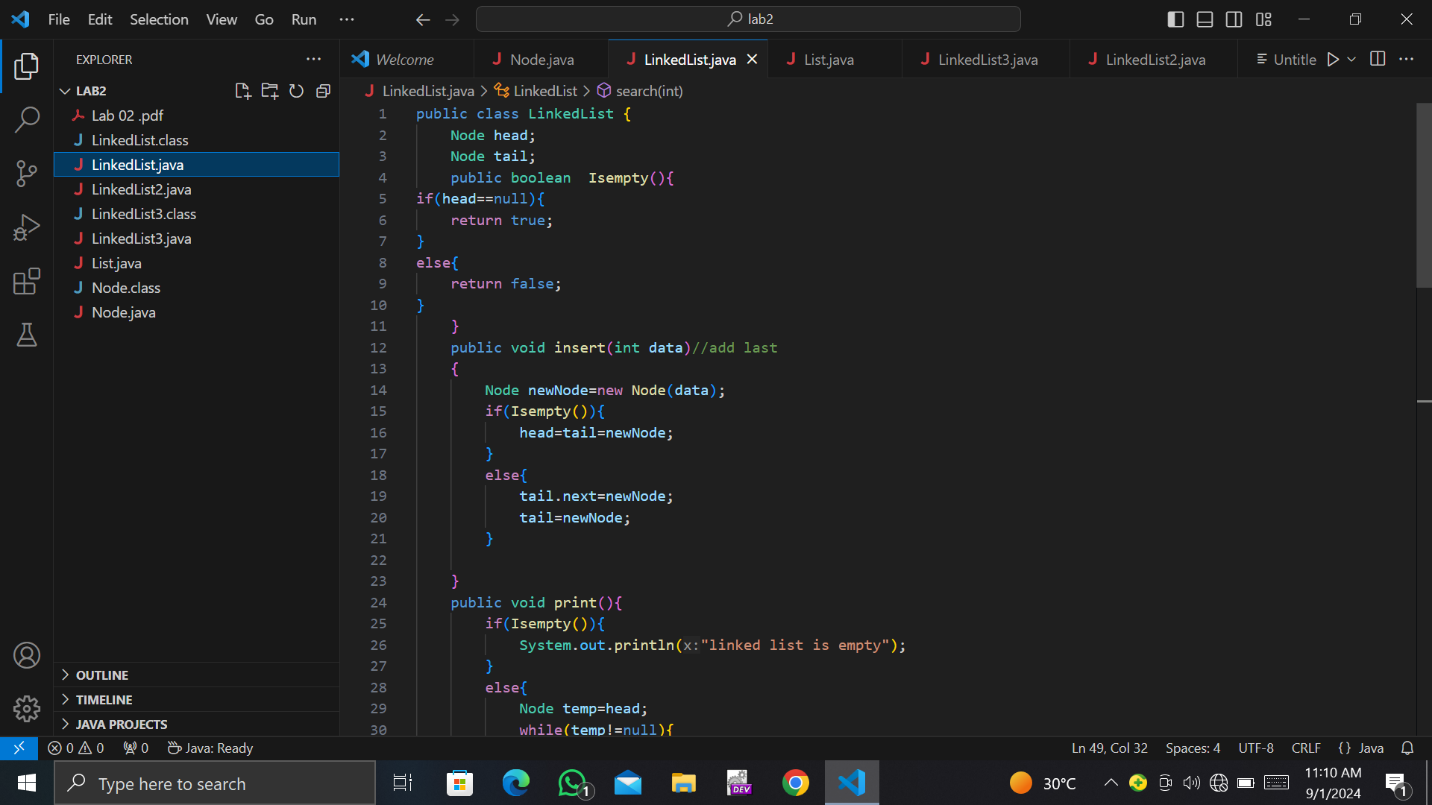 File Edit Selection View Go Run ... lab2
EXPLORER ...
Welcome Node.java LinkedList.java List.java LinkedList3.java LinkedList2.java Untitle
LAB2
Lab 02 .pdf
LinkedList.class
LinkedList.java
LinkedList2.java
LinkedList3.class
LinkedList3.java
List.java
Node.class
Node.java
OUTLINE
TIMELINE
JAVA PROJECTS
LinkedList.java > LinkedList > search(int)
1 public class LinkedList {
2 Node head;
3 Node tail;
4 public boolean  Isempty(){
5 if(head==null){
6 return true;
7 }
8 else{
9 return false;
10 }
11 }
12 public void insert(int data)//add last
13 {
14 Node newNode=new Node(data);
15 if(Isempty()){
16 head=tail=newNode;
17 }
18 else{
19 tail.next=newNode;
20 tail=newNode;
21 }
22
23 }
24 public void print(){
25 if(Isempty()){
26 System.out.println(x:"linked list is empty");
27 }
28 else{
29 Node temp=head;
30 while(temp!=null){
0 0 0 Java: Ready Ln 49, Col 32 Spaces: 4 UTF-8 CRLF {} Java
Type here to search 1 DEV 30°C 11:10 AM 1
9/1/2024